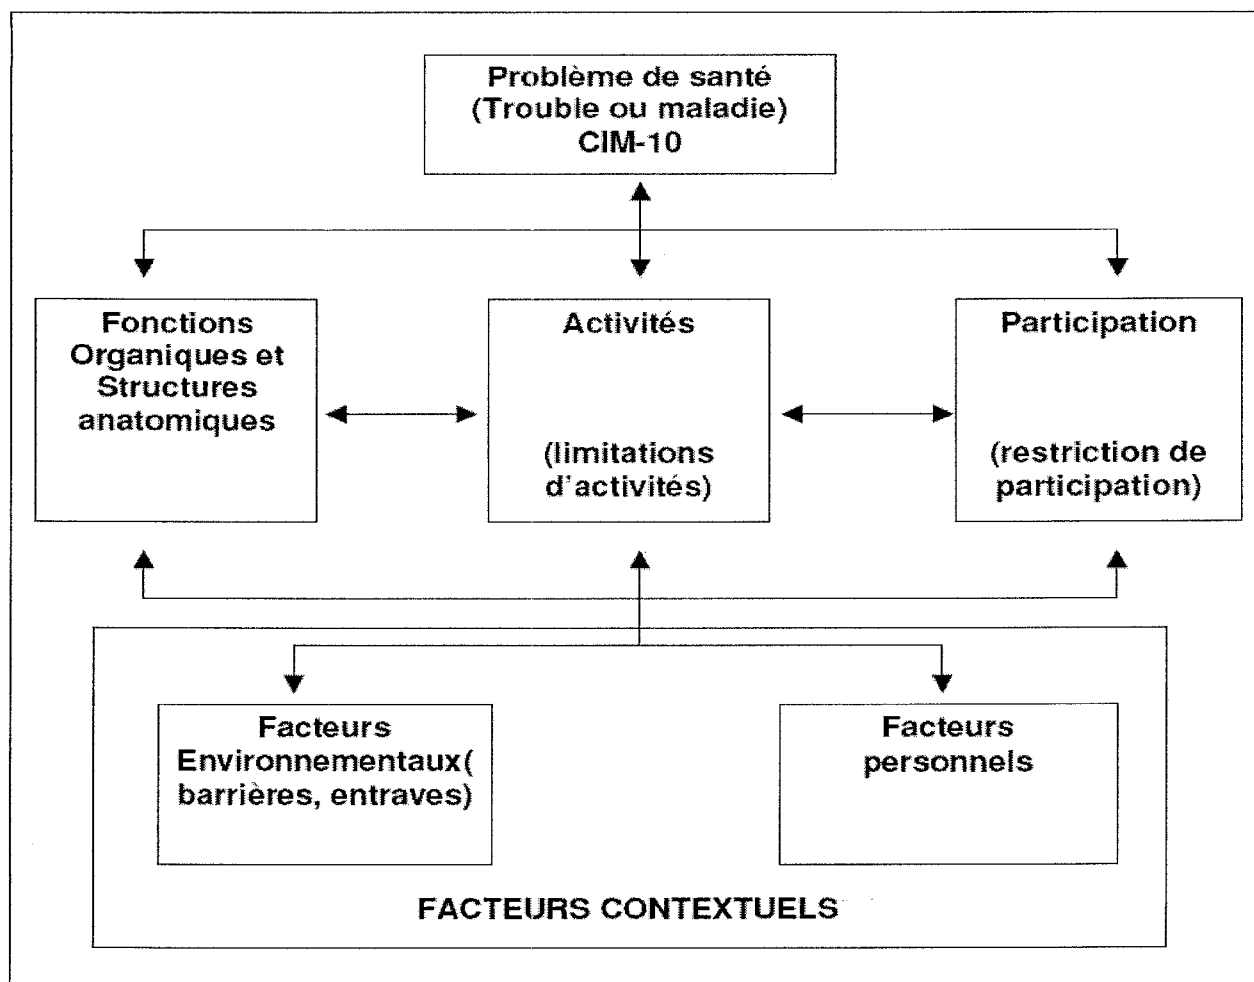 Problème de santé
(Trouble ou maladie)
CIM-10
Fonctions
Organiques et
Structures
anatomiques
Activités
(limitations
d'activités)
Participation
(restriction de
participation)
Facteurs
Environnementaux(
barrières, entraves)
Facteurs
personnels
FACTEURS CONTEXTUELS